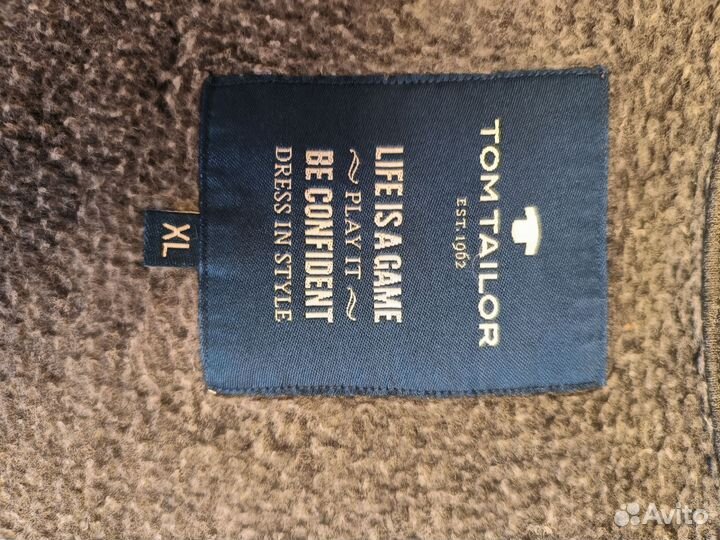 TOM TAILOR
EST. 1962
LIFE IS A GAME
~ PLAY IT ~
BE CONFIDENT
DRESS IN STYLE
XL
Avito